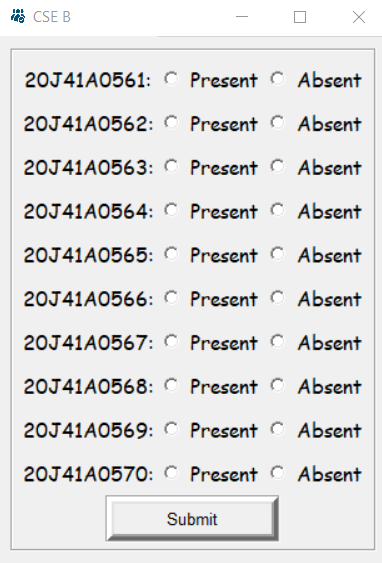 CSE B
20J41A0561: Present Absent
20J41A0562: Present Absent
20J41A0563: Present Absent
20J41A0564: Present Absent
20J41A0565: Present Absent
20J41A0566: Present Absent
20J41A0567: Present Absent
20J41A0568: Present Absent
20J41A0569: Present Absent
20J41A0570: Present Absent
Submit